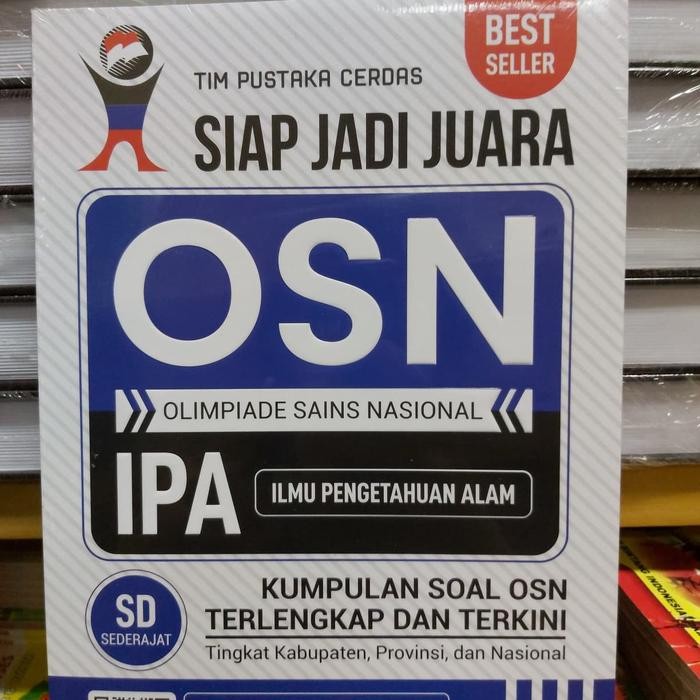 BEST
SELLER
TIM PUSTAKA CERDAS
SIAP JADI JUARA
OSN
OLIMPIADE SAINS NASIONAL
IPA
ILMU PENGETAHUAN ALAM
SD
SEDERAJAT
KUMPULAN SOAL OSN
TERLENGKAP DAN TERKINI
Tingkat Kabupaten, Provinsi, dan Nasional
INDONESIA